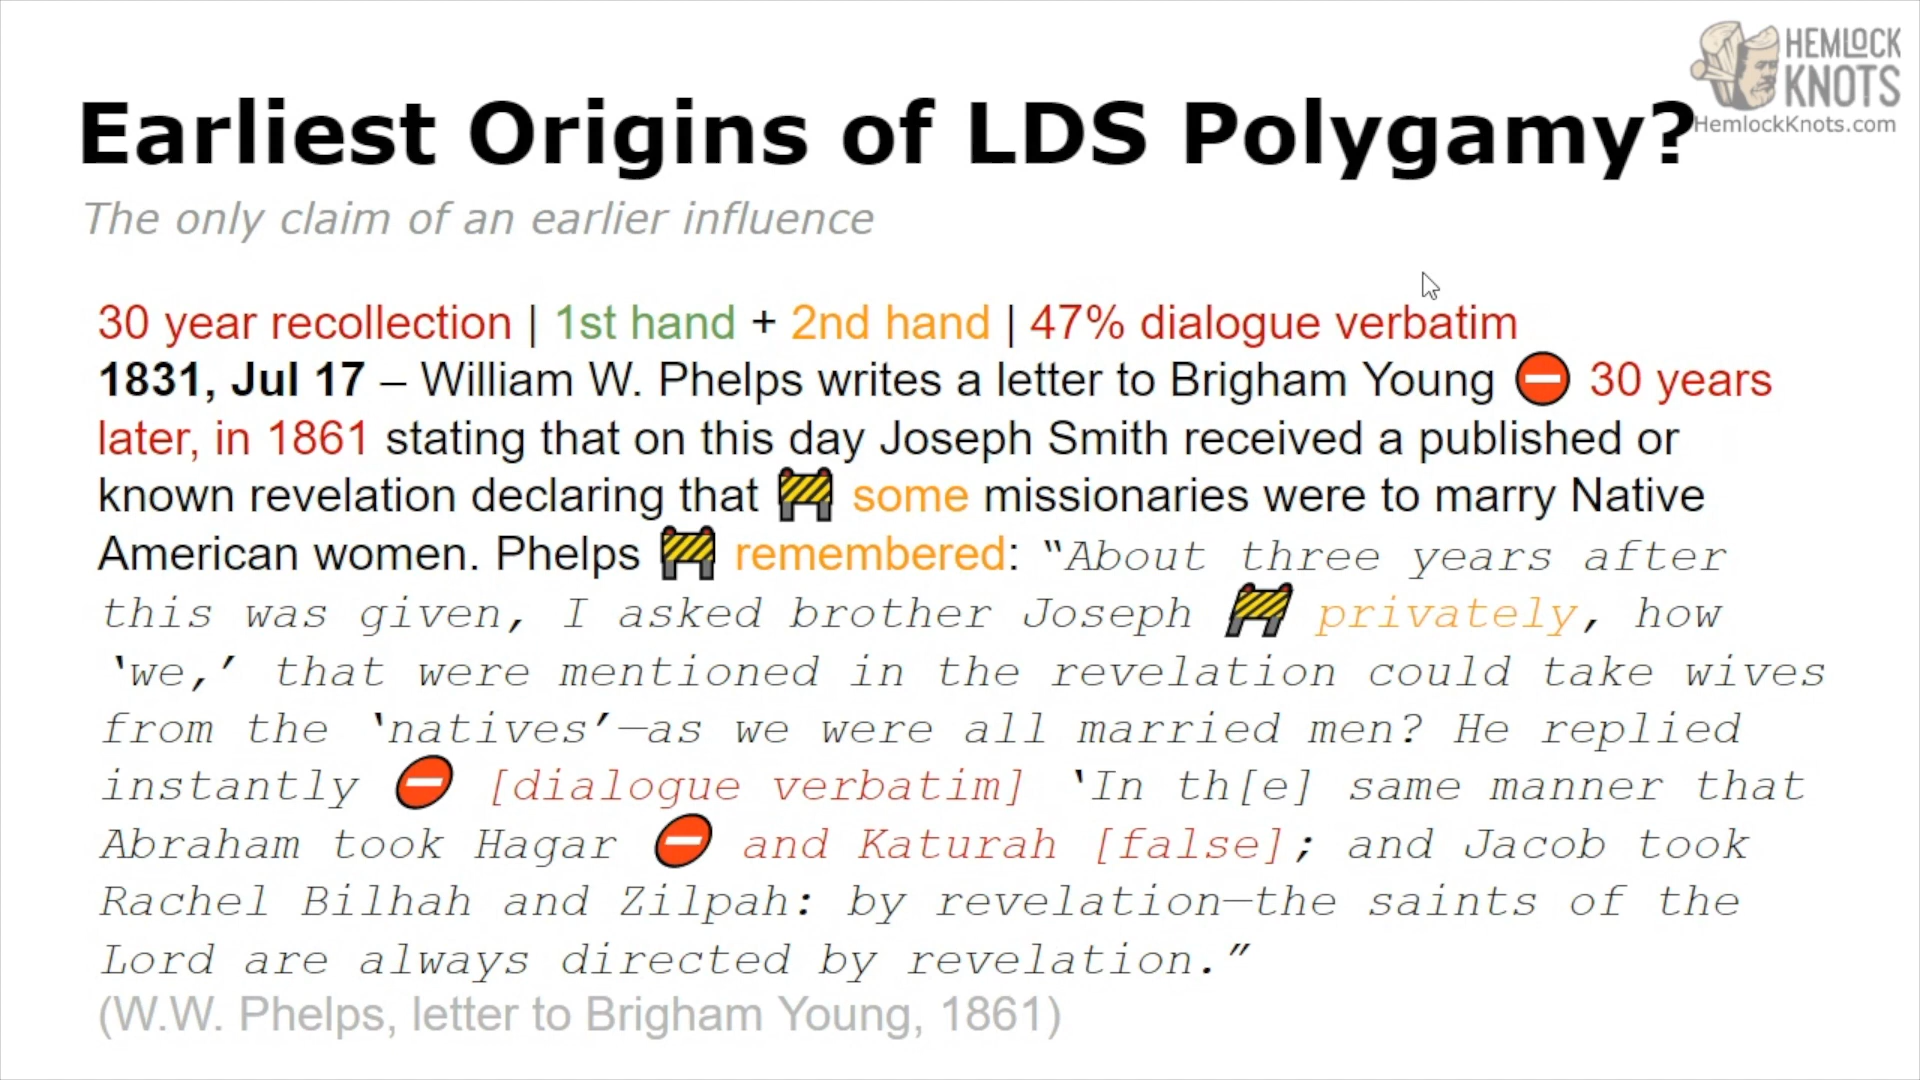 HEMLOCK
KNOTS
HemlockKnots.com
Earliest Origins of LDS Polygamy?
The only claim of an earlier influence
30 year recollection | 1st hand + 2nd hand | 47% dialogue verbatim
1831, Jul 17 – William W. Phelps writes a letter to Brigham Young ⛔ 30 years
later, in 1861 stating that on this day Joseph Smith received a published or
known revelation declaring that 🚧 some missionaries were to marry Native
American women. Phelps 🚧 remembered: “About three years after
this was given, I asked brother Joseph 🚧 privately, how
‘we,’ that were mentioned in the revelation could take wives
from the ‘natives’—as we were all married men? He replied
instantly ⛔ [dialogue verbatim] ‘In th[e] same manner that
Abraham took Hagar ⛔ and Katurah [false]; and Jacob took
Rachel Bilhah and Zilpah: by revelation—the saints of the
Lord are always directed by revelation.”
(W.W. Phelps, letter to Brigham Young, 1861)